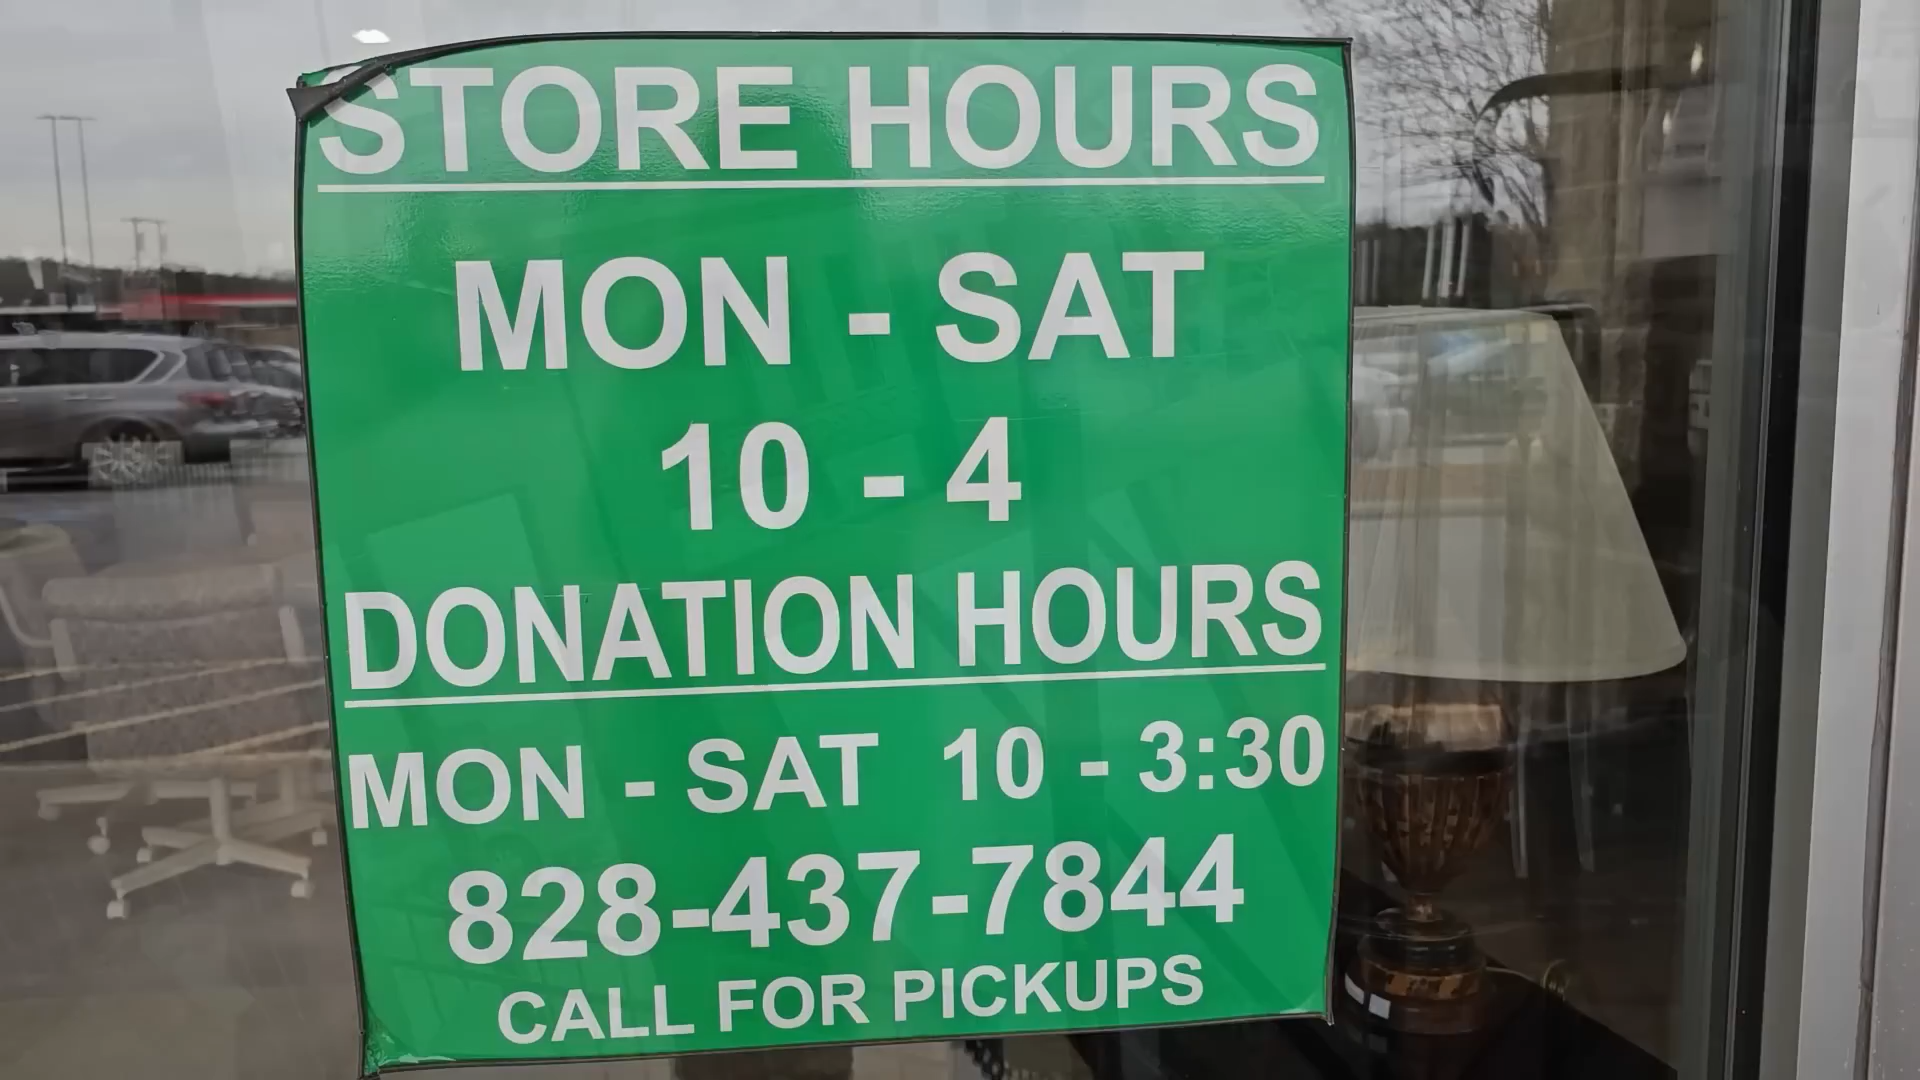 STORE HOURS
MON - SAT
10 - 4
DONATION HOURS
MON - SAT 10 - 3:30
828-437-7844
CALL FOR PICKUPS